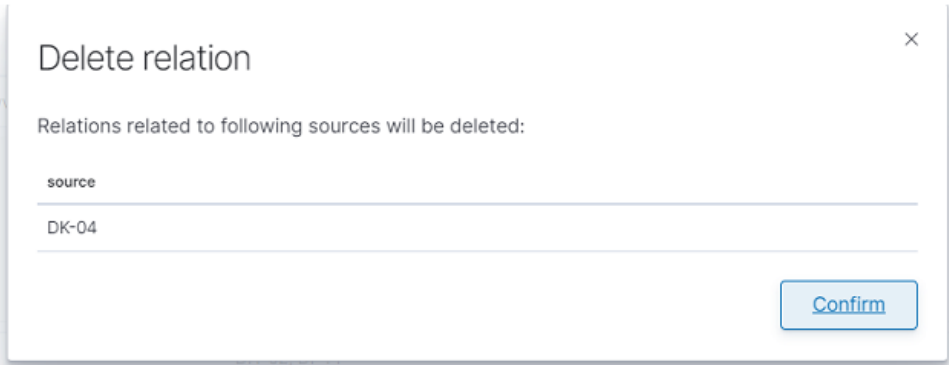 Delete relation
Relations related to following sources will be deleted:
source
DK-04
Confirm